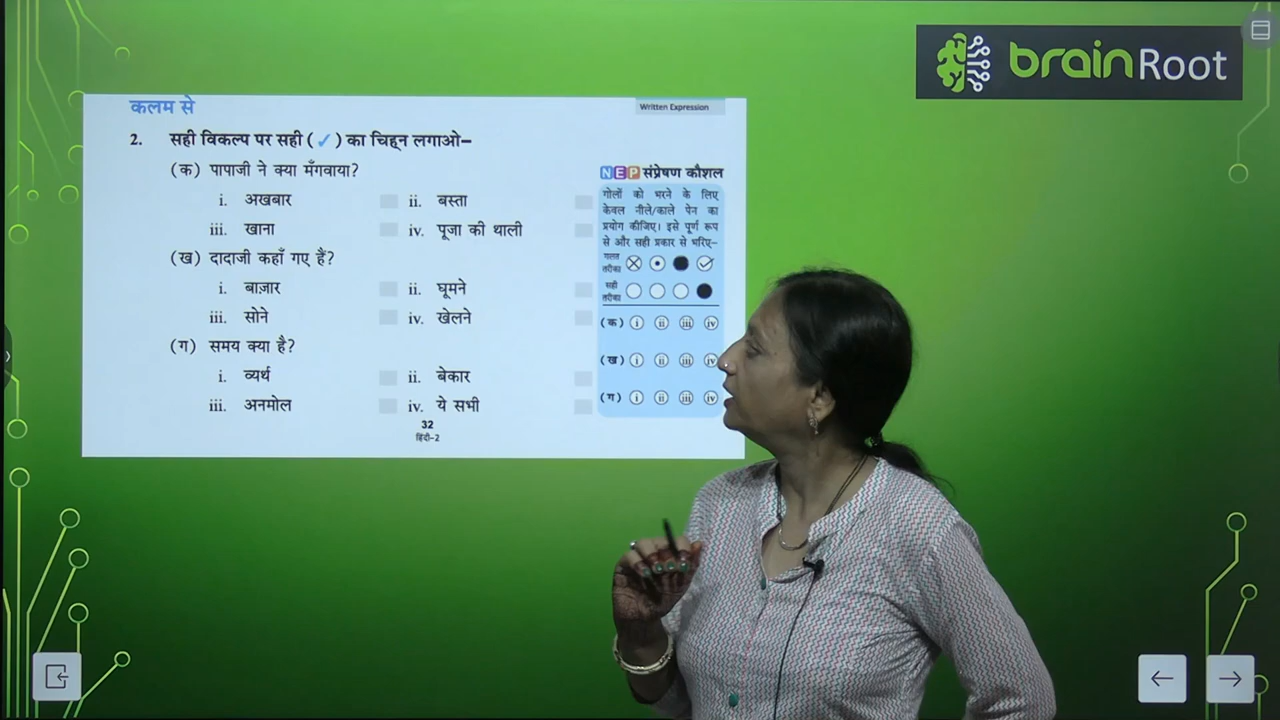 brainRoot
कलम से
Written Expression
2. सही विकल्प पर सही ( ✓ ) का चिह्न लगाओ–
(क) पापाजी ने क्या मँगवाया?
i. अखबार ii. बस्ता
iii. खाना iv. पूजा की थाली
(ख) दादाजी कहाँ गए हैं?
i. बाज़ार ii. घूमने
iii. सोने iv. खेलने
(ग) समय क्या है?
i. व्यर्थ ii. बेकार
iii. अनमोल iv. ये सभी
32
हिंदी-2
NEP संप्रेषण कौशल
गोलों को भरने के लिए
केवल नीले/काले पेन का
प्रयोग कीजिए। इसे पूर्ण रूप
से और सही प्रकार से भरिए–
गलत
तरीका
सही
तरीका
(क) i ii iii iv
(ख) i ii iii iv
(ग) i ii iii iv